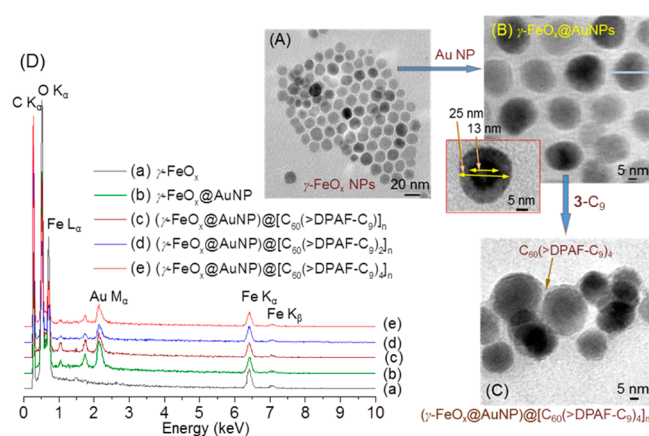 (A)
γ-FeOₓ NPs
20 nm
Au NP
(B) γ-FeOₓ@AuNPs
5 nm
25 nm
13 nm
5 nm
3-C₉
C₆₀(>DPAF-C₉)₄
(C)
5 nm
(γ-FeOₓ@AuNP)@[C₆₀(>DPAF-C₉)₄]ₙ
(D)
C Kα
O Kα
Fe Lα
(a) γ-FeOₓ
(b) γ-FeOₓ@AuNP
(c) (γ-FeOₓ@AuNP)@[C₆₀(>DPAF-C₉)]ₙ
(d) (γ-FeOₓ@AuNP)@[C₆₀(>DPAF-C₉)₂]ₙ
(e) (γ-FeOₓ@AuNP)@[C₆₀(>DPAF-C₉)₄]ₙ
Au Mα
Fe Kα
Fe Kβ
(e)
(d)
(c)
(b)
(a)
0 1 2 3 4 5 6 7 8 9 10
Energy (keV)